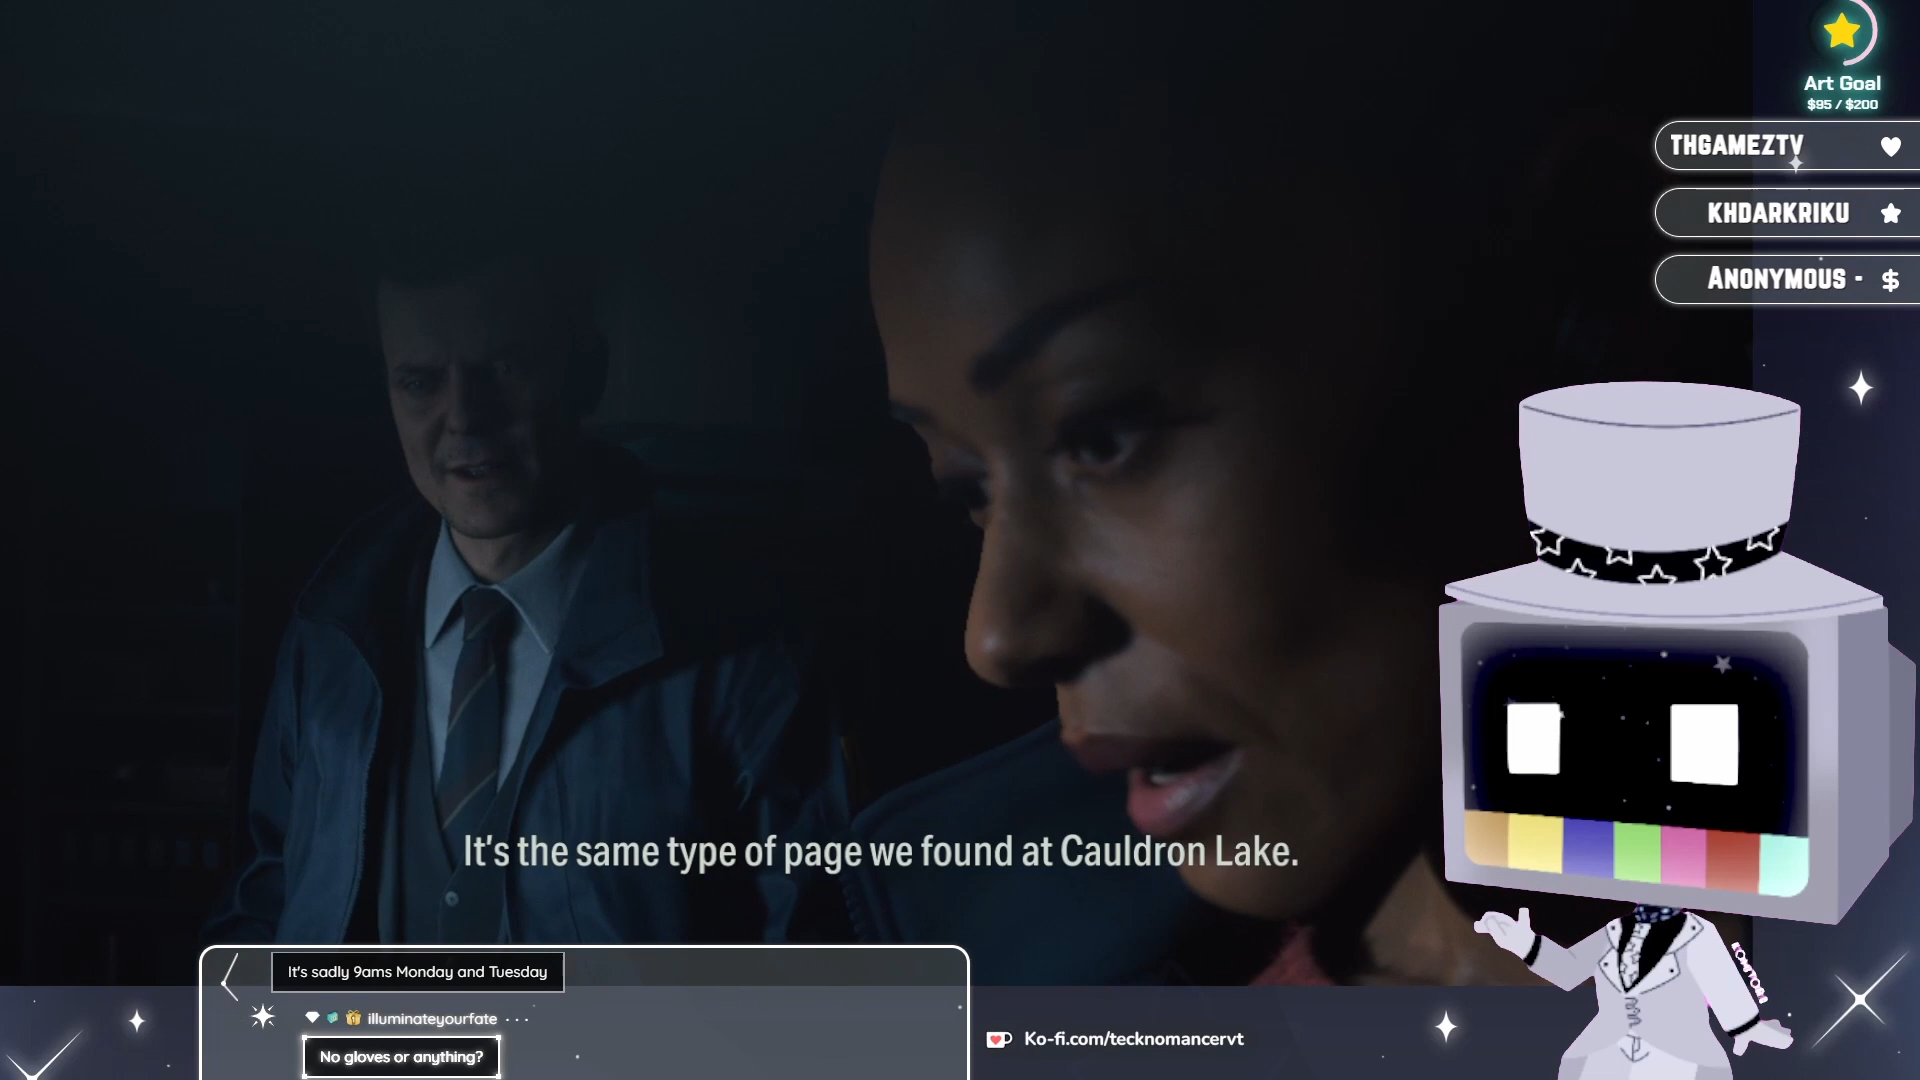 Art Goal
$95 / $200
THGAMEZTV
KHDARKRIKU
ANONYMOUS -
$
It's the same type of page we found at Cauldron Lake.
It's sadly 9ams Monday and Tuesday
illuminateyourfate
No gloves or anything?
Ko-fi.com/tecknomancervt